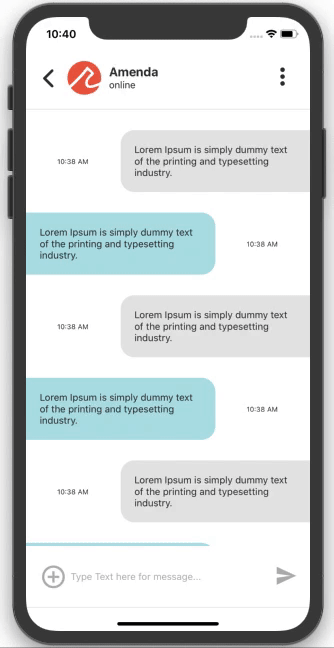 10:40
Amenda
online
Lorem Ipsum is simply dummy text
of the printing and typesetting
industry.
10:38 AM
Lorem Ipsum is simply dummy text
of the printing and typesetting
industry.
10:38 AM
Lorem Ipsum is simply dummy text
of the printing and typesetting
industry.
10:38 AM
Lorem Ipsum is simply dummy text
of the printing and typesetting
industry.
10:38 AM
Lorem Ipsum is simply dummy text
of the printing and typesetting
industry.
10:38 AM
Type Text here for message...